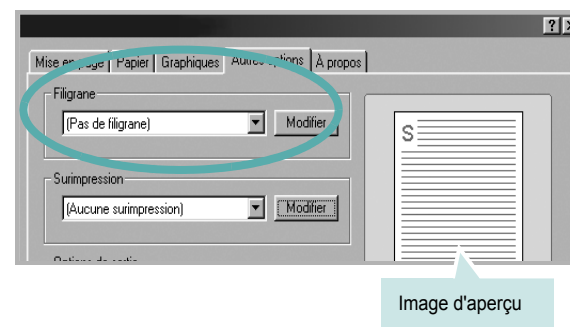 Mise en page Papier Graphiques Autres options À propos
Filigrane
(Pas de filigrane) Modifier
S
Surimpression
(Aucune surimpression) Modifier
Image d'aperçu